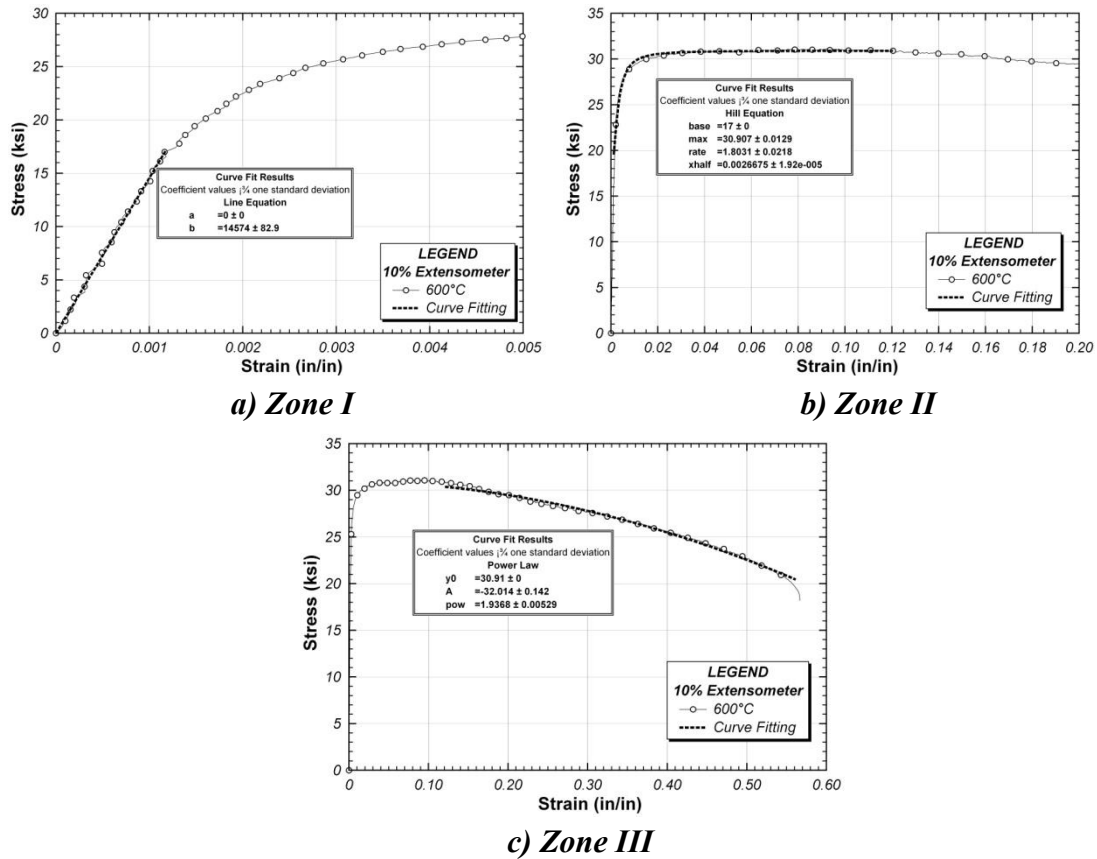 30
25
20
15
10
5
0
Stress (ksi)
Curve Fit Results
Coefficient values ¡¾ one standard deviation
Line Equation
a =0 ± 0
b =14574 ± 82.9
LEGEND
10% Extensometer
600°C
Curve Fitting
0 0.001 0.002 0.003 0.004 0.005
Strain (in/in)
a) Zone I
35
30
25
20
15
10
5
0
Stress (ksi)
Curve Fit Results
Coefficient values ¡¾ one standard deviation
Hill Equation
base =17 ± 0
max =30.907 ± 0.0129
rate =1.8031 ± 0.0218
xhalf =0.0026675 ± 1.92e-005
LEGEND
10% Extensometer
600°C
Curve Fitting
0 0.02 0.04 0.06 0.08 0.10 0.12 0.14 0.16 0.18 0.20
Strain (in/in)
b) Zone II
35
30
25
20
15
10
5
0
Stress (ksi)
Curve Fit Results
Coefficient values ¡¾ one standard deviation
Power Law
y0 =30.91 ± 0
A =-32.014 ± 0.142
pow =1.9368 ± 0.00529
LEGEND
10% Extensometer
600°C
Curve Fitting
0 0.10 0.20 0.30 0.40 0.50 0.60
Strain (in/in)
c) Zone III